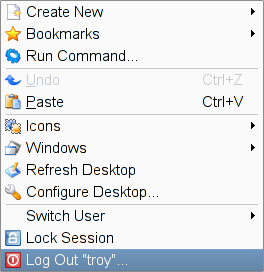 Create New
Bookmarks
Run Command...
Undo Ctrl+Z
Paste Ctrl+V
Icons
Windows
Refresh Desktop
Configure Desktop...
Switch User
Lock Session
Log Out "troy"...